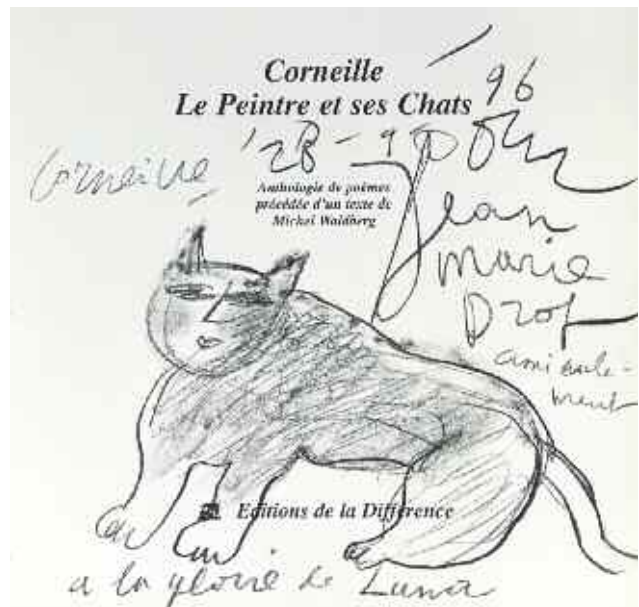 Corneille
Le Peintre et ses Chats
'96
Corneille '28-9
pour
Jean
Marie
Drot
amicale-
ment
Anthologie de poèmes
précédée d'un texte de
Michel Waldberg
Editions de la Différence
a la gloire de Luna